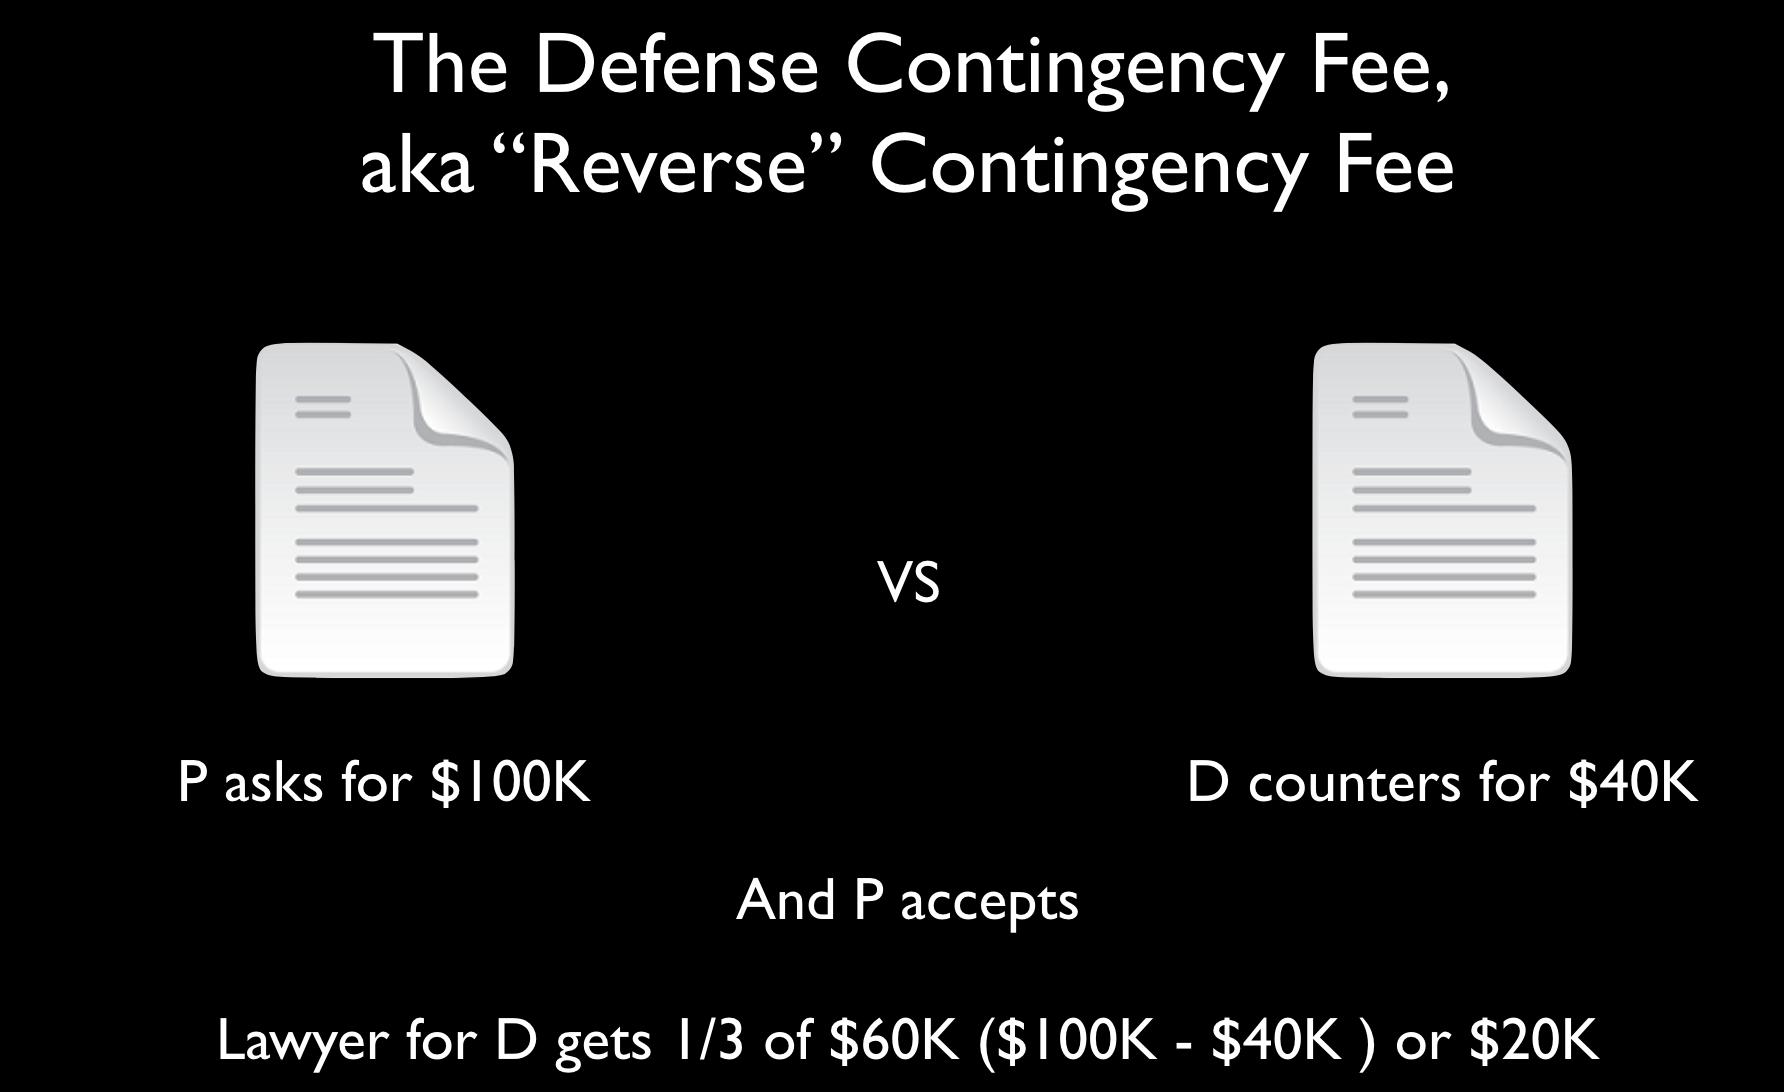 The Defense Contingency Fee,
aka “Reverse” Contingency Fee
vs
P asks for $100K
D counters for $40K
And P accepts
Lawyer for D gets 1/3 of $60K ($100K - $40K ) or $20K